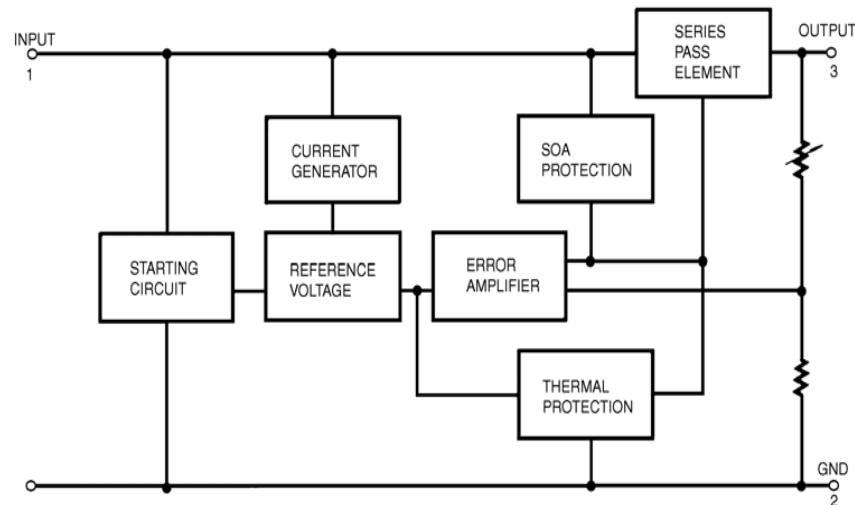 INPUT
1
SERIES
PASS
ELEMENT
OUTPUT
3
CURRENT
GENERATOR
SOA
PROTECTION
STARTING
CIRCUIT
REFERENCE
VOLTAGE
ERROR
AMPLIFIER
THERMAL
PROTECTION
GND
2